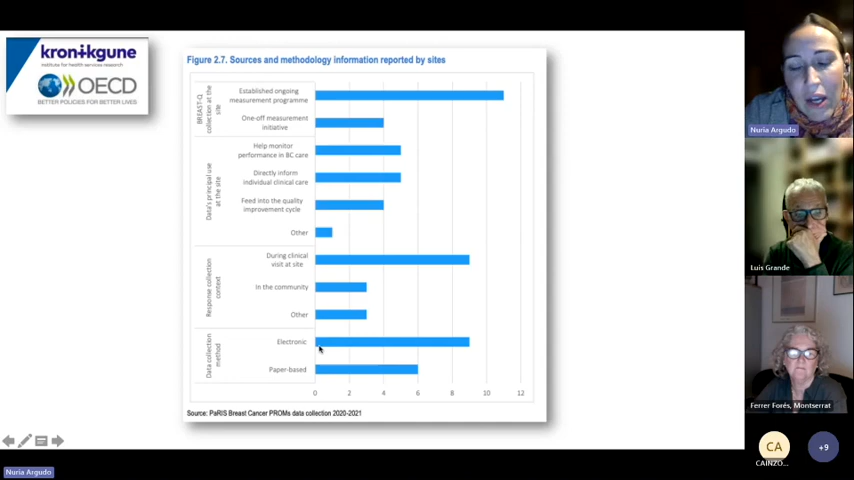 kronikgune
institute for health services research
OECD
BETTER POLICIES FOR BETTER LIVES
Figure 2.7. Sources and methodology information reported by sites
BREAST-Q
collection at the
site
Established ongoing
measurement programme
One-off measurement
initiative
Data's principal use
at the site
Help monitor
performance in BC care
Directly inform
individual clinical care
Feed into the quality
improvement cycle
Other
Response collection
context
During clinical
visit at site
In the community
Other
Data collection
method
Electronic
Paper-based
0 2 4 6 8 10 12
Source: PaRIS Breast Cancer PROMs data collection 2020-2021
Nuria Argudo
Luis Grande
Ferrer Forés, Montserrat
CA
CAINZO...
+9
Nuria Argudo